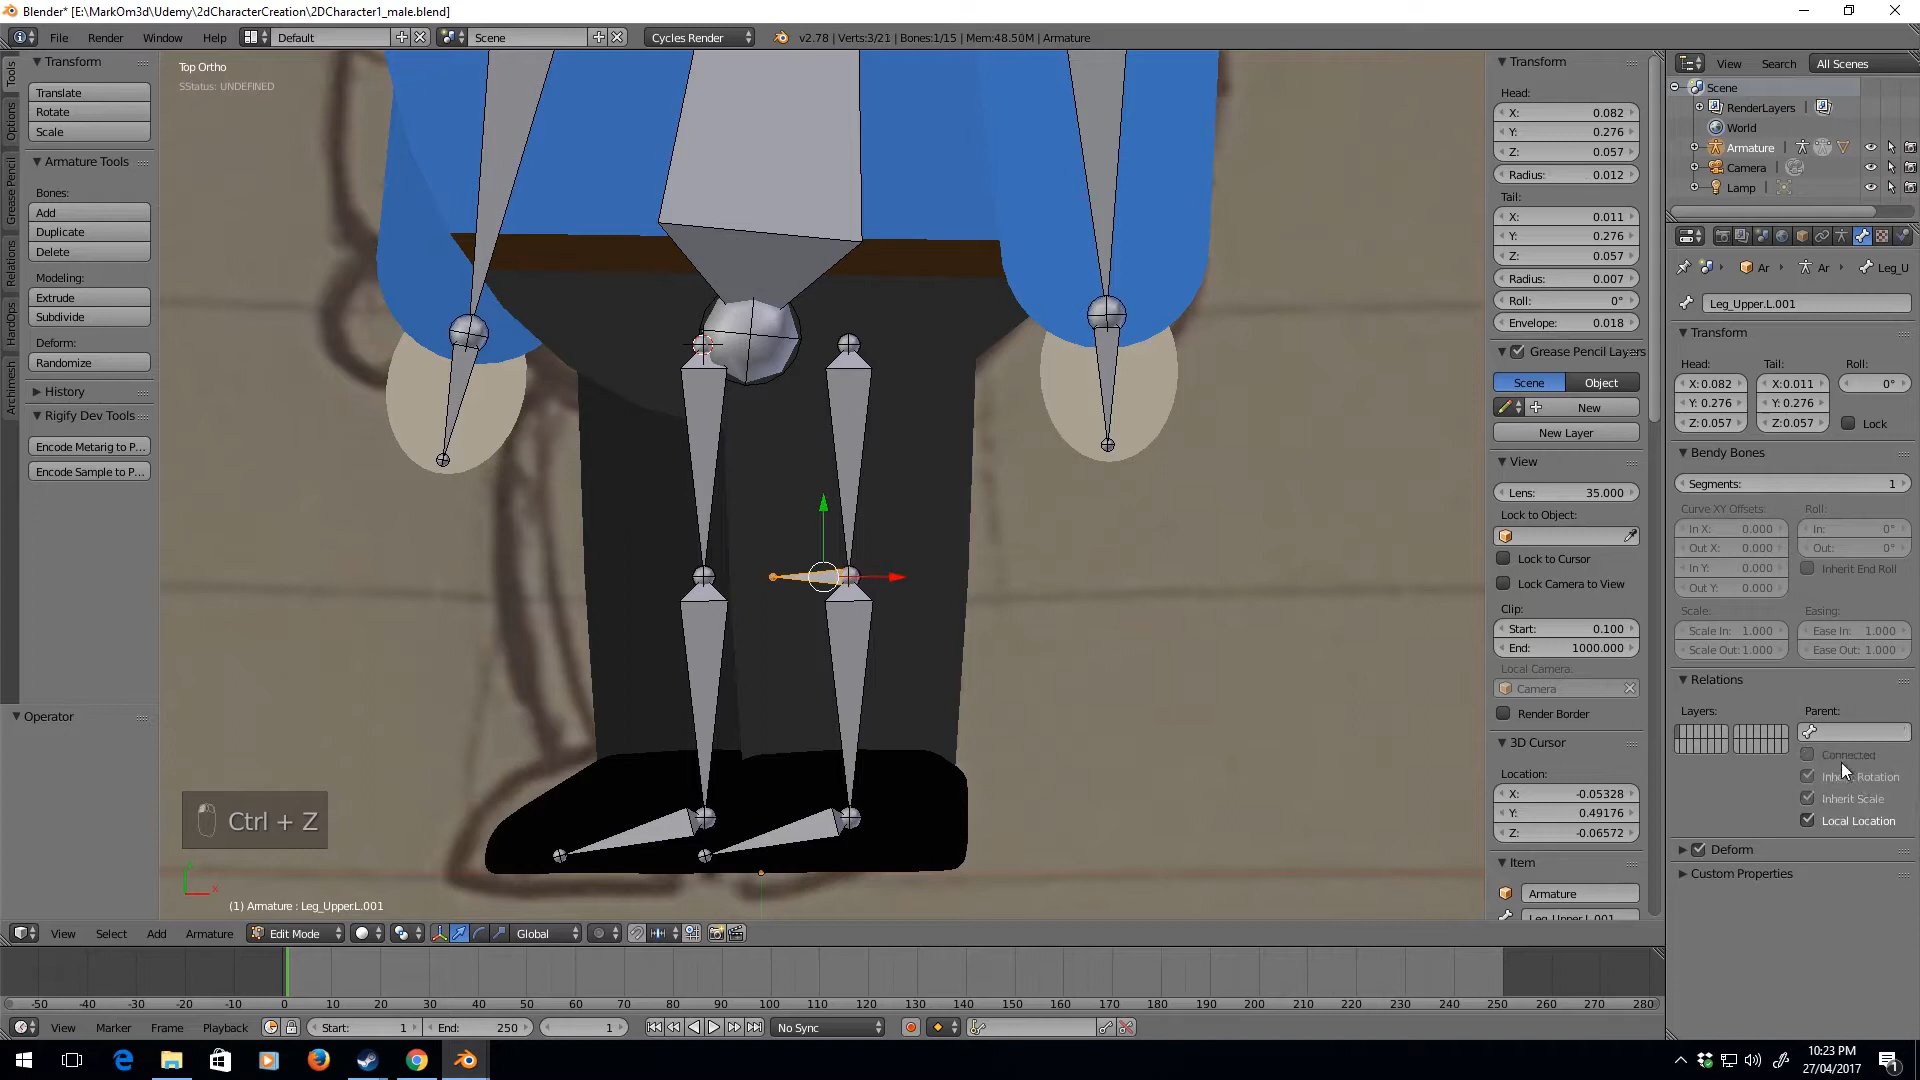 Blender* [E:\MarkOm3d\Udemy\2dCharacterCreation\2DCharacter1_male.blend]
File Render Window Help Default Scene Cycles Render v2.78 | Verts:3/21 | Bones:1/15 | Mem:48.50M | Armature
Tools
Options
Grease Pencil
Relations
HardOps
Archimesh
Transform
Translate
Rotate
Scale
Armature Tools
Bones:
Add
Duplicate
Delete
Modeling:
Extrude
Subdivide
Deform:
Randomize
History
Rigify Dev Tools
Encode Metarig to P...
Encode Sample to P...
Operator
Top Ortho
SStatus: UNDEFINED
Ctrl + Z
(1) Armature : Leg_Upper.L.001
View Select Add Armature Edit Mode Global
Transform
Head:
X: 0.082
Y: 0.276
Z: 0.057
Radius: 0.012
Tail:
X: 0.011
Y: 0.276
Z: 0.057
Radius: 0.007
Roll: 0°
Envelope: 0.018
Grease Pencil Layers
Scene Object
New
New Layer
View
Lens: 35.000
Lock to Object:
Lock to Cursor
Lock Camera to View
Clip:
Start: 0.100
End: 1000.000
Local Camera:
Camera
Render Border
3D Cursor
Location:
X: -0.05328
Y: 0.49176
Z: -0.06572
Item
Armature
Leg_Upper.L.001
View Search All Scenes
Scene
RenderLayers
World
Armature
Camera
Lamp
Ar Ar Leg_U
Leg_Upper.L.001
Transform
Head: Tail: Roll:
X:0.082 X:0.011 0°
Y: 0.276 Y: 0.276
Z:0.057 Z:0.057 Lock
Bendy Bones
Segments: 1
Curve XY Offsets: Roll:
In X: 0.000 In: 0°
Out X: 0.000 Out: 0°
In Y: 0.000 Inherit End Roll
Out Y: 0.000
Scale: Easing:
Scale In: 1.000 Ease In: 1.000
Scale Out: 1.000 Ease Out: 1.000
Relations
Layers: Parent:
Connected
Inherit Rotation
Inherit Scale
Local Location
Deform
Custom Properties
-50 -40 -30 -20 -10 0 10 20 30 40 50 60 70 80 90 100 110 120 130 140 150 160 170 180 190 200 210 220 230 240 250 260 270 280
View Marker Frame Playback Start: 1 End: 250 1 No Sync
10:23 PM
27/04/2017
1